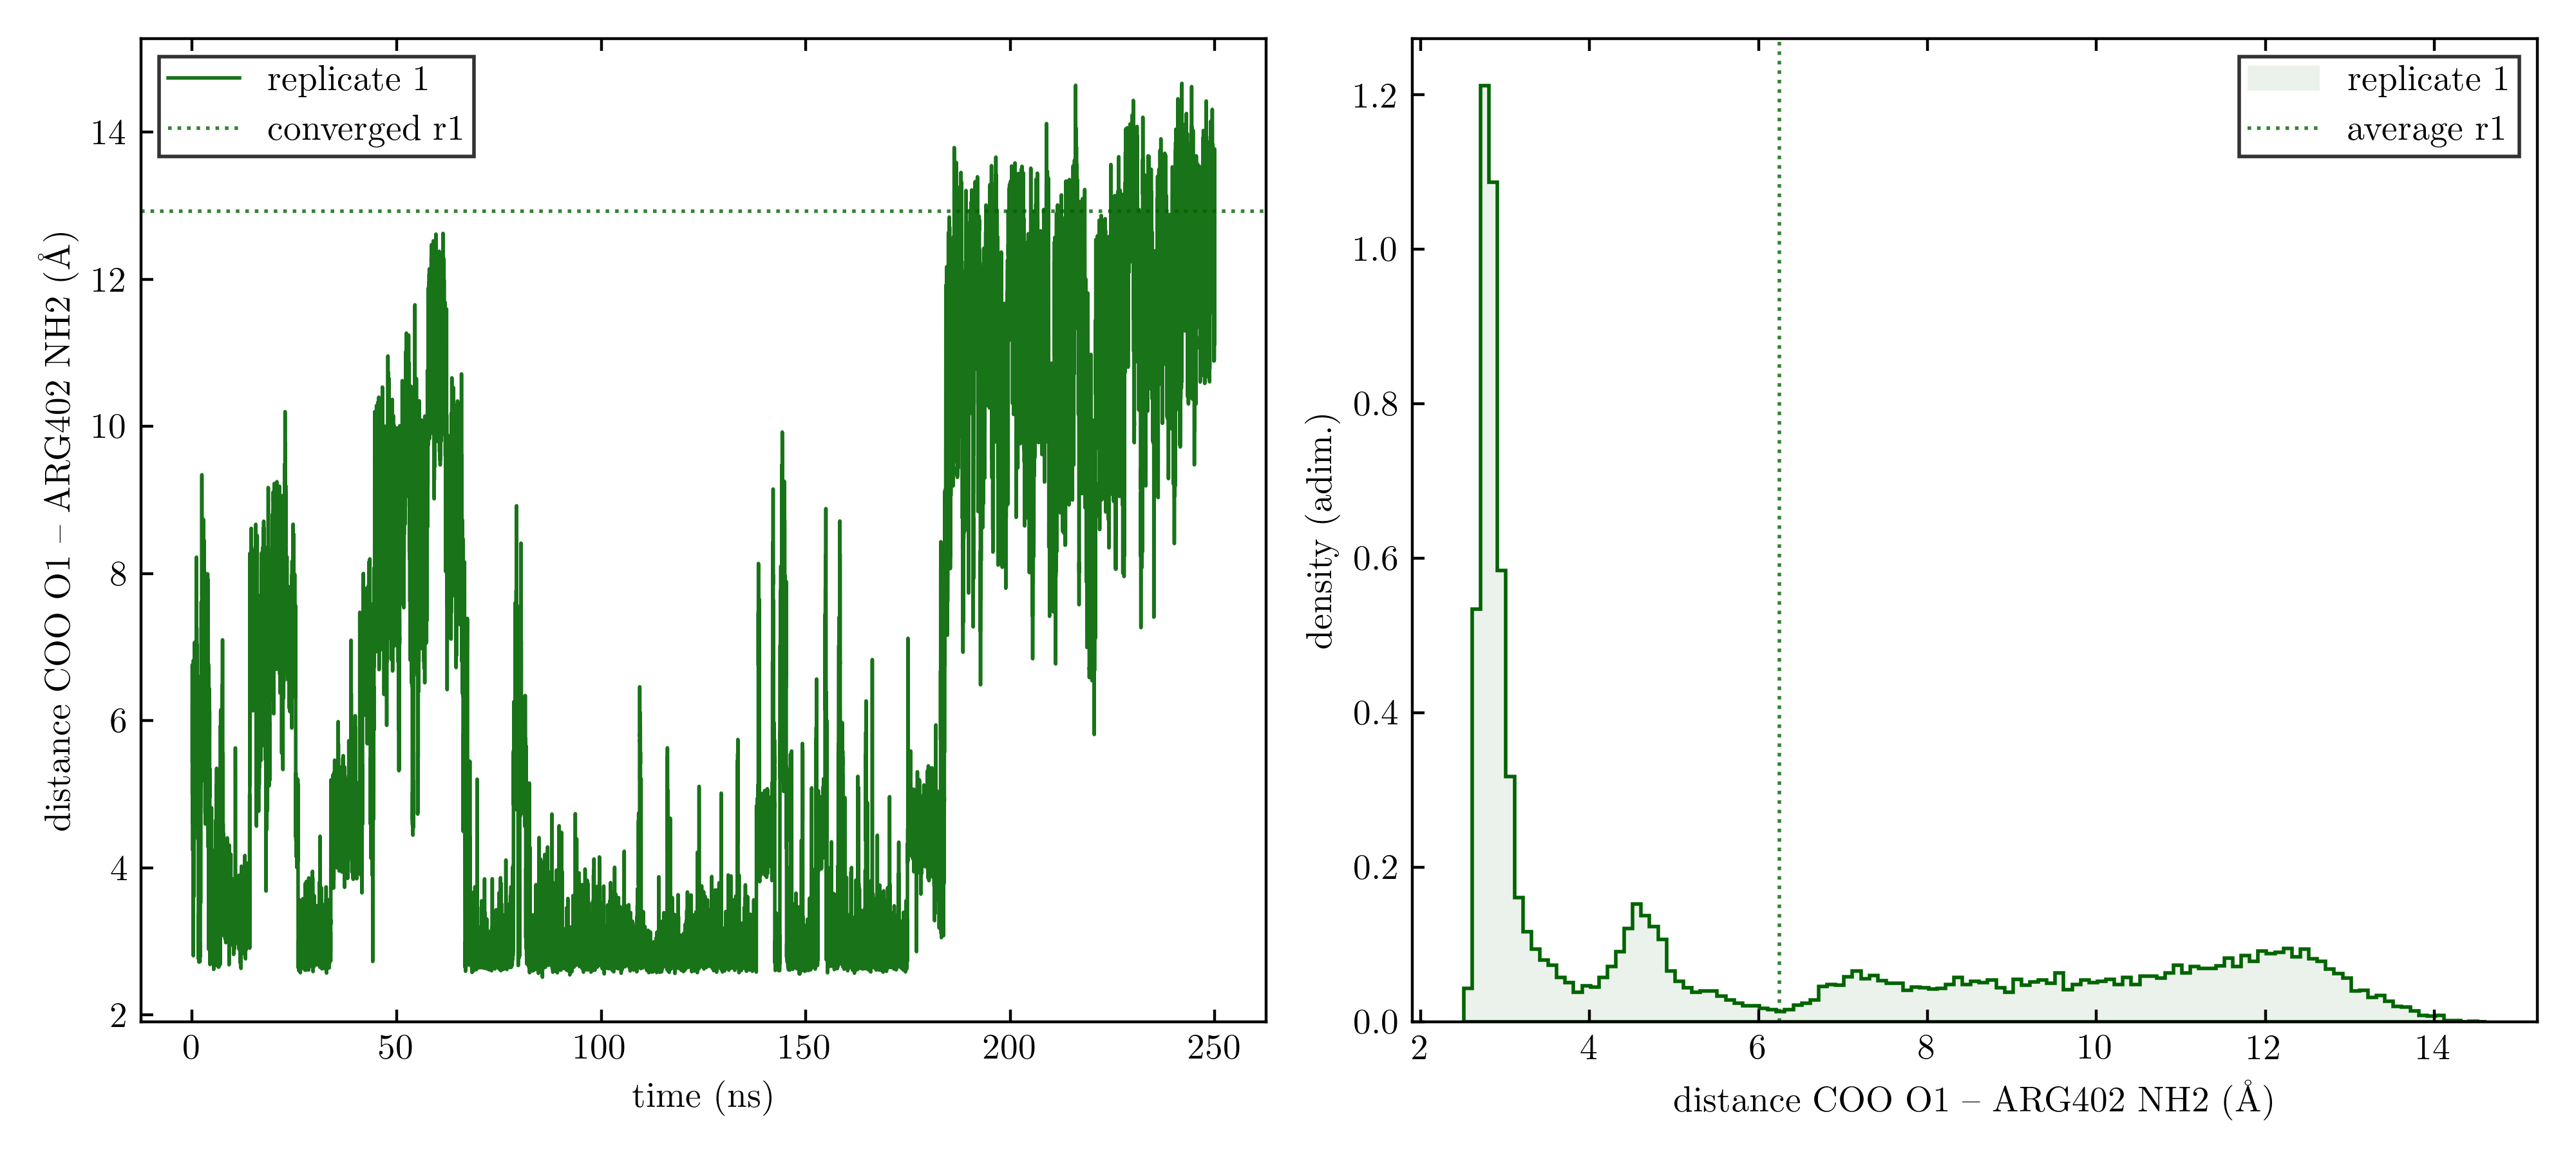 replicate 1
converged r1
14
12
10
8
6
4
2
0 50 100 150 200 250
time (ns)
distance COO O1 – ARG402 NH2 (Å)
replicate 1
average r1
1.2
1.0
0.8
0.6
0.4
0.2
0.0
2 4 6 8 10 12 14
distance COO O1 – ARG402 NH2 (Å)
density (adim.)